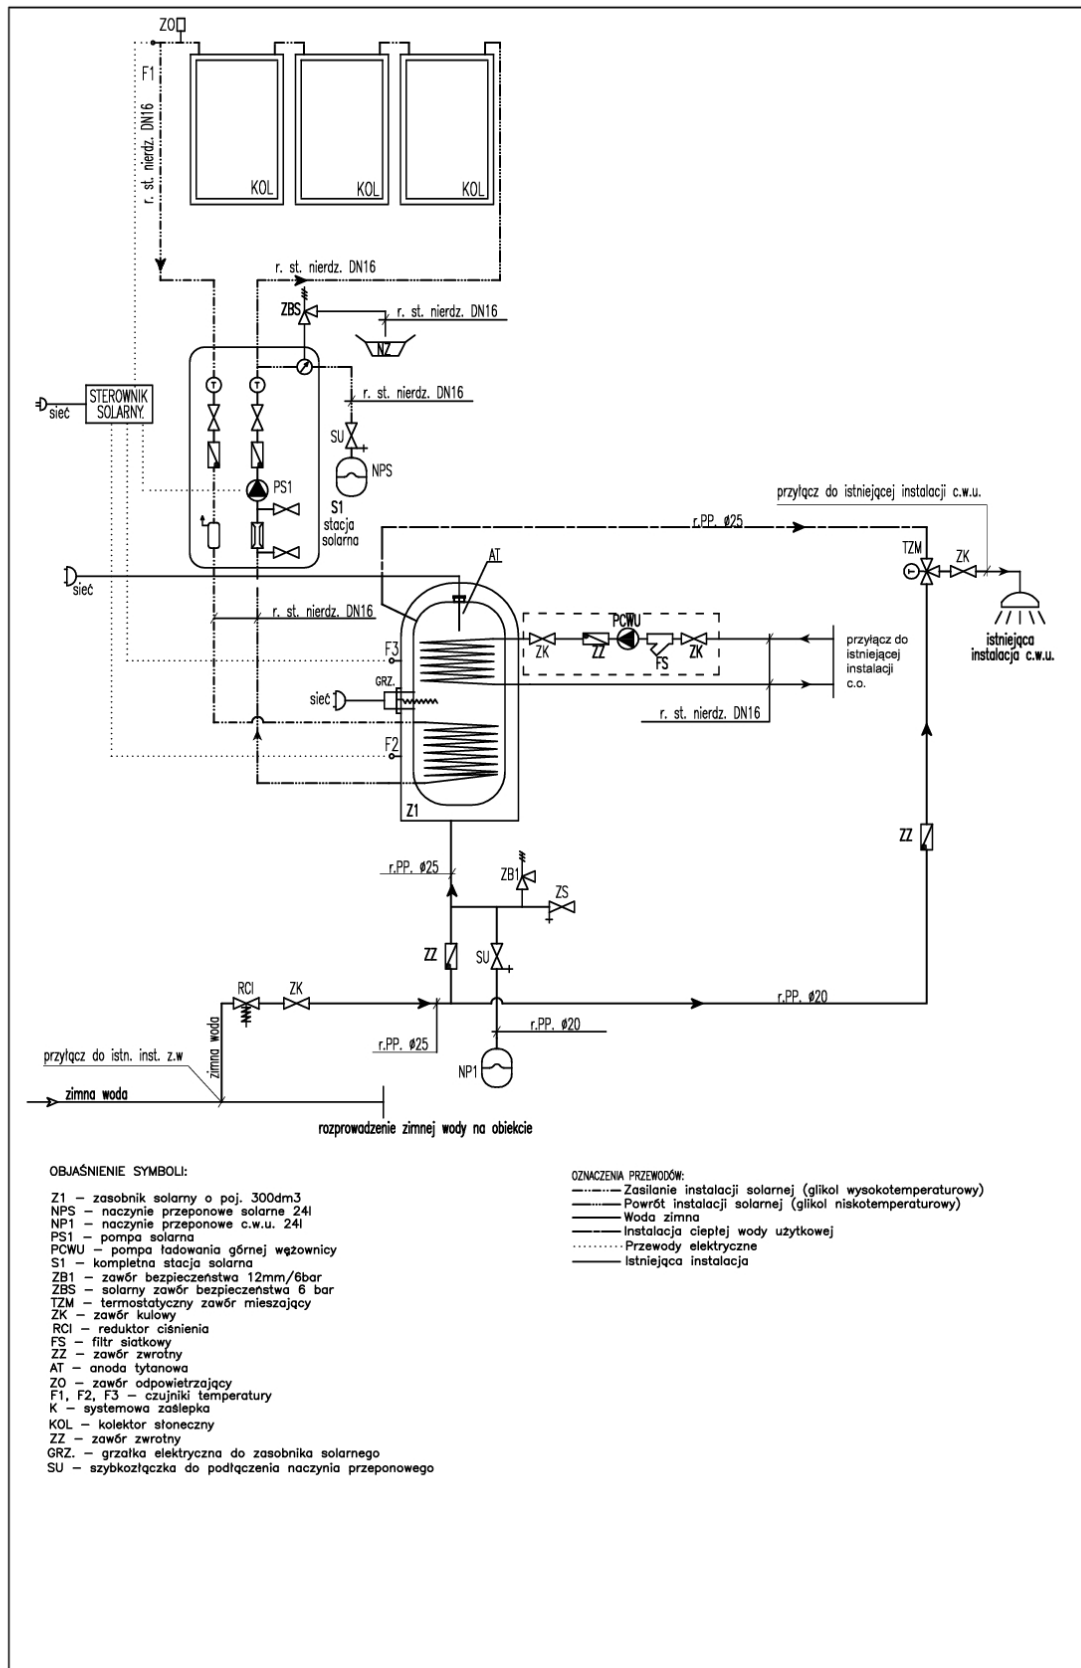 ZO
F1
r. st. nierdz. DN16
KOL
KOL
KOL
r. st. nierdz. DN16
ZBS
r. st. nierdz. DN16
NZ
T
T
STEROWNIK
SOLARNY.
sieć
r. st. nierdz. DN16
SU
NPS
PS1
S1
stacja
solarna
przyłącz do istniejącej instalacji c.w.u.
r.PP. ø25
TZM
ZK
T
AT
sieć
r. st. nierdz. DN16
PCWU
ZK
ZZ
FS
ZK
przyłącz do
istniejącej
instalacji
c.o.
istniejąca
instalacja c.w.u.
F3
GRZ.
sieć
r. st. nierdz. DN16
F2
Z1
ZZ
r.PP. ø25
ZB1
ZS
ZZ
SU
RCI
ZK
r.PP. ø20
r.PP. ø20
r.PP. ø25
zimna woda
przyłącz do istn. inst. z.w
NP1
zimna woda
rozprowadzenie zimnej wody na obiekcie
OBJAŚNIENIE SYMBOLI:
Z1 – zasobnik solarny o poj. 300dm3
NPS – naczynie przeponowe solarne 24l
NP1 – naczynie przeponowe c.w.u. 24l
PS1 – pompa solarna
PCWU – pompa ładowania górnej wężownicy
S1 – kompletna stacja solarna
ZB1 – zawór bezpieczeństwa 12mm/6bar
ZBS – solarny zawór bezpieczeństwa 6 bar
TZM – termostatyczny zawór mieszający
ZK – zawór kulowy
RCI – reduktor ciśnienia
FS – filtr siatkowy
ZZ – zawór zwrotny
AT – anoda tytanowa
ZO – zawór odpowietrzający
F1, F2, F3 – czujniki temperatury
K – systemowa zaślepka
KOL – kolektor słoneczny
ZZ – zawór zwrotny
GRZ. – grzałka elektryczna do zasobnika solarnego
SU – szybkozłączka do podłączenia naczynia przeponowego
OZNACZENIA PRZEWODÓW:
Zasilanie instalacji solarnej (glikol wysokotemperaturowy)
Powrót instalacji solarnej (glikol niskotemperaturowy)
Woda zimna
Instalacja ciepłej wody użytkowej
Przewody elektryczne
Istniejąca instalacja